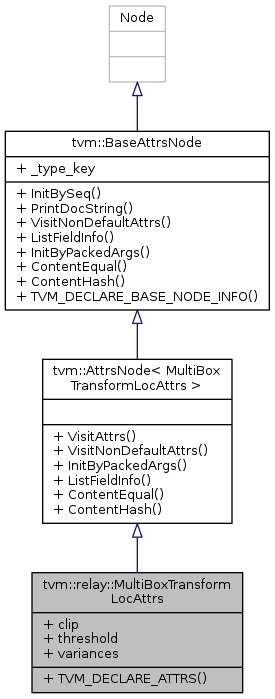 Node
tvm::BaseAttrsNode
+ _type_key
+ InitBySeq()
+ PrintDocString()
+ VisitNonDefaultAttrs()
+ ListFieldInfo()
+ InitByPackedArgs()
+ ContentEqual()
+ ContentHash()
+ TVM_DECLARE_BASE_NODE_INFO()
tvm::AttrsNode< MultiBox
TransformLocAttrs >
+ VisitAttrs()
+ VisitNonDefaultAttrs()
+ InitByPackedArgs()
+ ListFieldInfo()
+ ContentEqual()
+ ContentHash()
tvm::relay::MultiBoxTransform
LocAttrs
+ clip
+ threshold
+ variances
+ TVM_DECLARE_ATTRS()